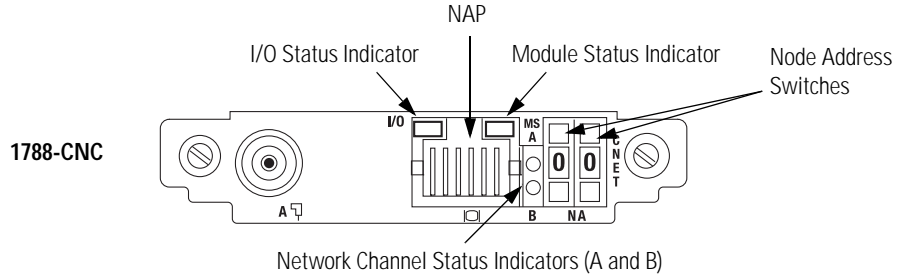 NAP
I/O Status Indicator
Module Status Indicator
Node Address
Switches
1788-CNC
I/O
MS
A
0 0
CNET
A
B
NA
Network Channel Status Indicators (A and B)